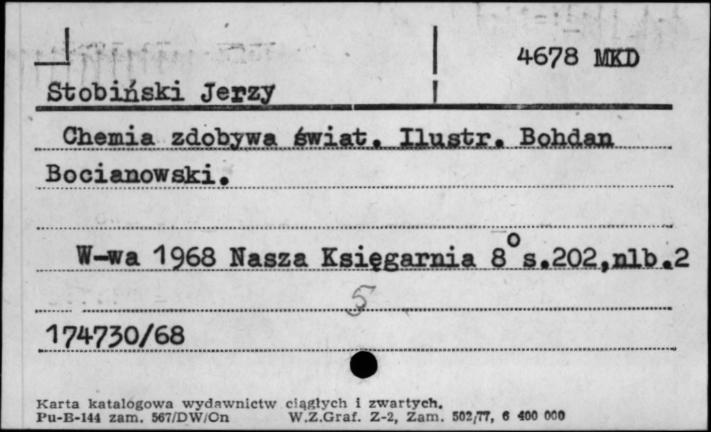 4678 MKD
Stobiński Jerzy
Chemia zdobywa świat. Ilustr. Bohdan
Bocianowski.
W-wa 1968 Nasza Księgarnia 8° s.202,nlb.2
5
174730/68
Karta katalogowa wydawnictw ciągłych i zwartych.
Pu-B-144 zam. 567/DW/On W.Z.Graf. Z-2, Zam. 502/77, 6 400 000